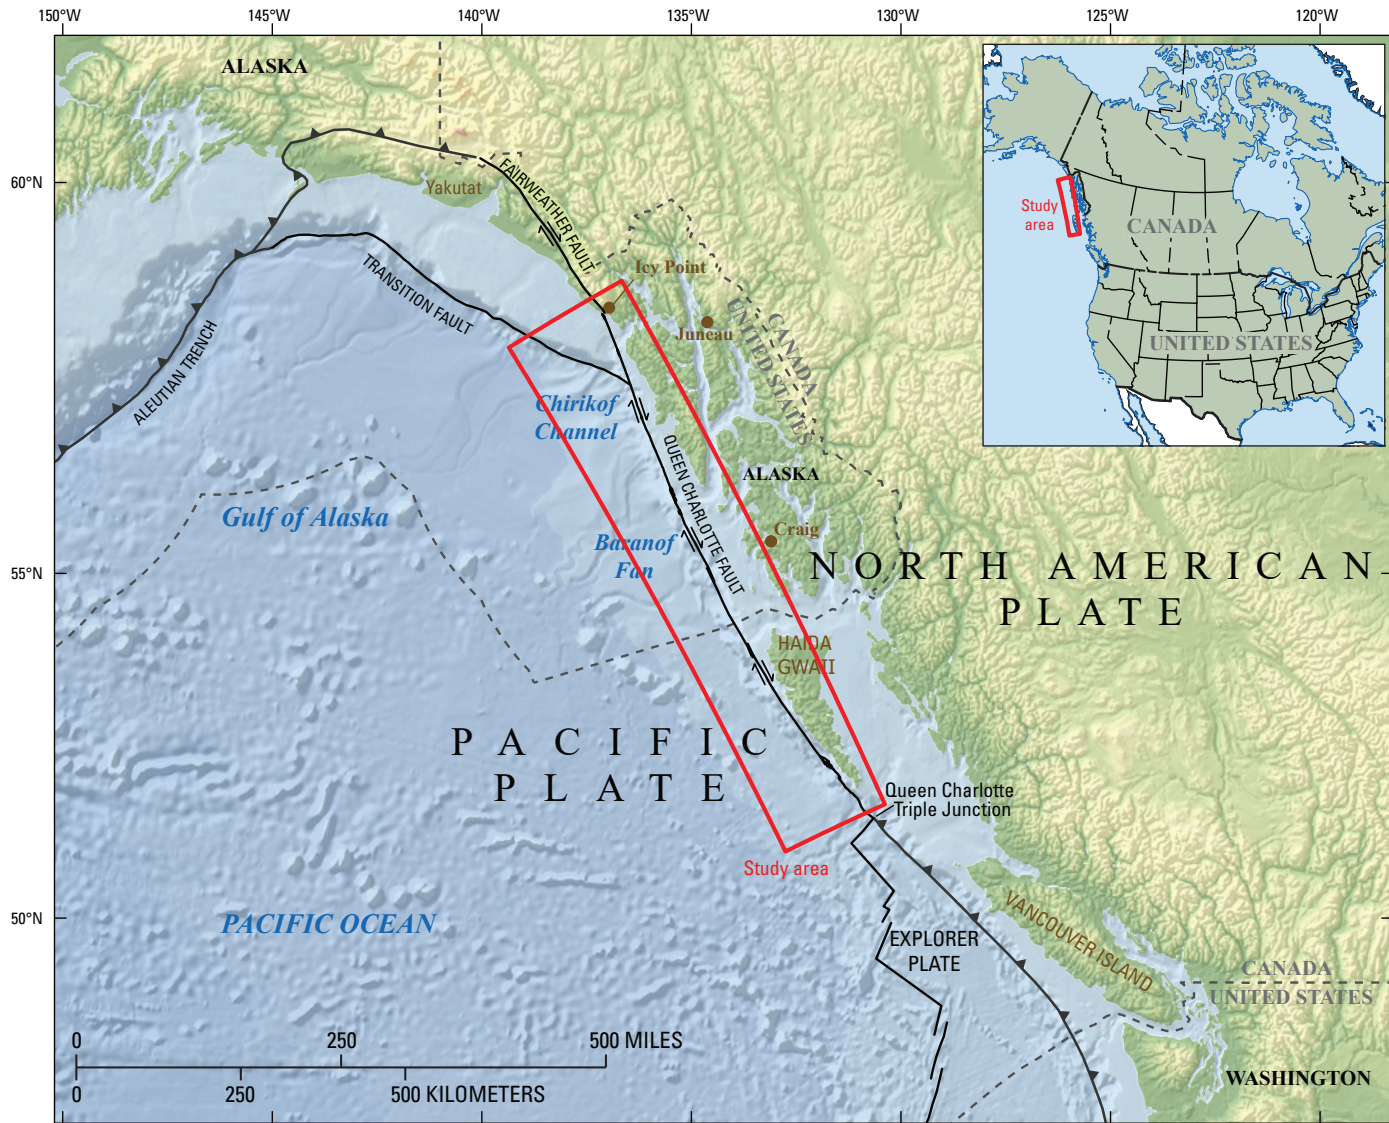 150°W
145°W
140°W
135°W
130°W
125°W
120°W
60°N
55°N
50°N
ALASKA
Yakutat
FAIRWEATHER FAULT
Icy Point
Juneau
CANADA
UNITED STATES
TRANSITION FAULT
ALEUTIAN TRENCH
Chirikof
Channel
QUEEN CHARLOTTE FAULT
ALASKA
Gulf of Alaska
Craig
Baranof
Fan
NORTH AMERICAN
PLATE
HAIDA
GWAII
PACIFIC
PLATE
Queen Charlotte
Triple Junction
Study area
PACIFIC OCEAN
EXPLORER
PLATE
VANCOUVER ISLAND
CANADA
UNITED STATES
WASHINGTON
0 250 500 MILES
0 250 500 KILOMETERS
Study
area
CANADA
UNITED STATES